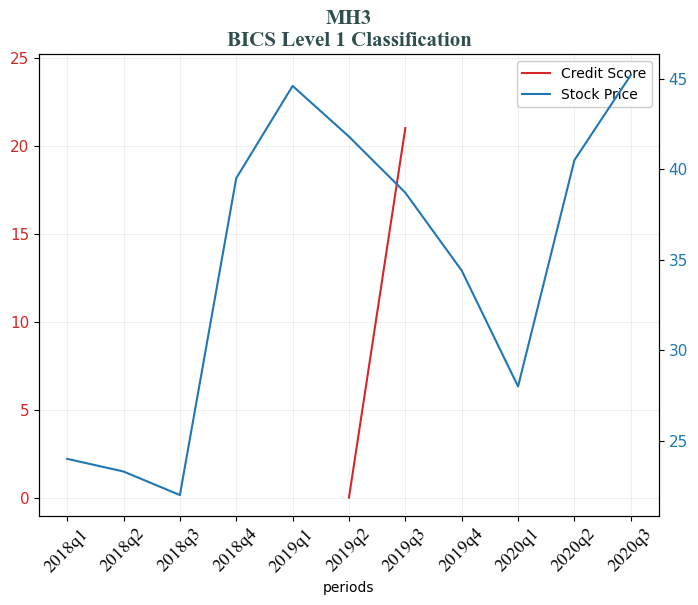 MH3
BICS Level 1 Classification
25
20
15
10
5
0
Credit Score
Stock Price
45
40
35
30
25
2018q1
2018q2
2018q3
2018q4
2019q1
2019q2
2019q3
2019q4
2020q1
2020q2
2020q3
periods